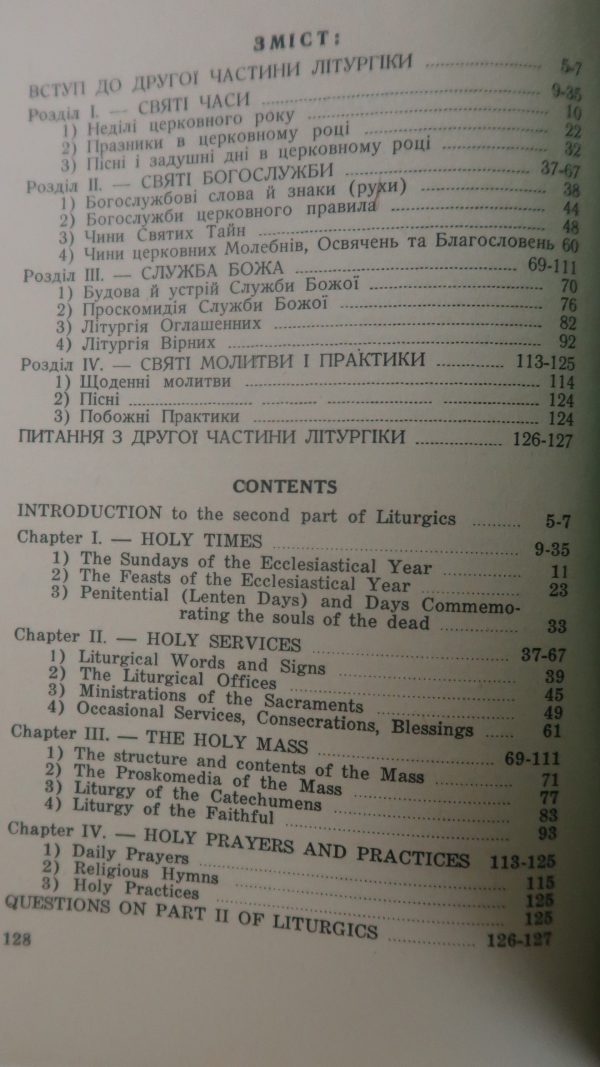 ЗМІСТ:
ВСТУП ДО ДРУГОЇ ЧАСТИНИ ЛІТУРГІКИ ........ 5-7
Розділ I. — СВЯТІ ЧАСИ ........ 9-35
1) Неділі церковного року ........ 10
2) Празники в церковному році ........ 22
3) Пісні і задушні дні в церковному році ........ 32
Розділ II. — СВЯТІ БОГОСЛУЖБИ ........ 37-67
1) Богослужбові слова й знаки (рухи) ........ 38
2) Богослужби церковного правила ........ 44
3) Чини Святих Тайн ........ 48
4) Чини церковних Молебнів, Освячень та Благословень 60
Розділ III. — СЛУЖБА БОЖА ........ 69-111
1) Будова й устрій Служби Божої ........ 70
2) Проскомидія Служби Божої ........ 76
3) Літургія Оглашенних ........ 82
4) Літургія Вірних ........ 92
Розділ IV. — СВЯТІ МОЛИТВИ І ПРАКТИКИ ........ 113-125
1) Щоденні молитви ........ 114
2) Пісні ........ 124
3) Побожні Практики ........ 124
ПИТАННЯ З ДРУГОЇ ЧАСТИНИ ЛІТУРГІКИ ........ 126-127
CONTENTS
INTRODUCTION to the second part of Liturgics ........ 5-7
Chapter I. — HOLY TIMES ........ 9-35
1) The Sundays of the Ecclesiastical Year ........ 11
2) The Feasts of the Ecclesiastical Year ........ 23
3) Penitential (Lenten Days) and Days Commemo-
rating the souls of the dead ........ 33
Chapter II. — HOLY SERVICES ........ 37-67
1) Liturgical Words and Signs ........ 39
2) The Liturgical Offices ........ 45
3) Ministrations of the Sacraments ........ 49
4) Occasional Services, Consecrations, Blessings ..... 61
Chapter III. — THE HOLY MASS ........ 69-111
1) The structure and contents of the Mass ........ 71
2) The Proskomedia of the Mass ........ 77
3) Liturgy of the Catechumens ........ 83
4) Liturgy of the Faithful ........ 93
Chapter IV. — HOLY PRAYERS AND PRACTICES 113-125
1) Daily Prayers ........ 115
2) Religious Hymns ........ 125
3) Holy Practices ........ 125
QUESTIONS ON PART II OF LITURGICS ........ 126-127
128